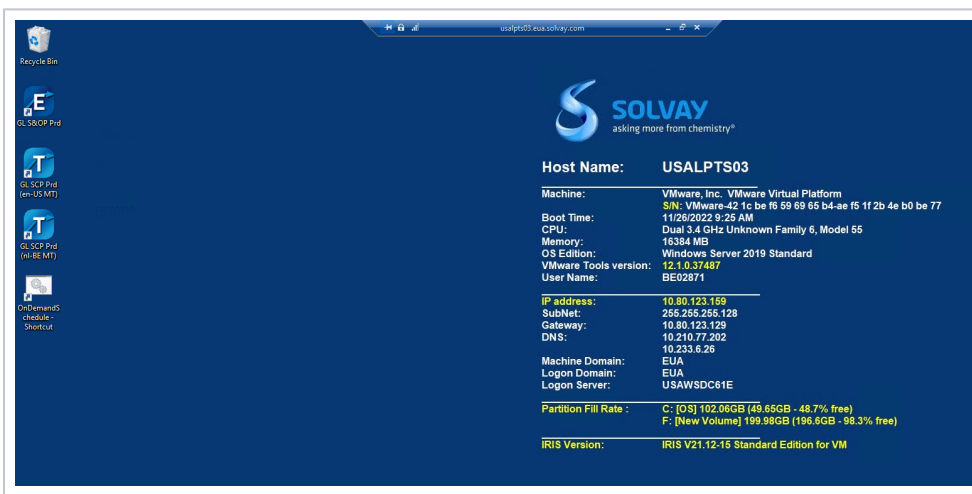 usalpts03.eua.solvay.com
Recycle Bin
GL S&OP Prd
GL SCP Prd
(en-US MT)
GL SCP Prd
(nl-BE MT)
OnDemandS
chedule -
Shortcut
SOLVAY
asking more from chemistry®
Host Name: USALPTS03
Machine: VMware, Inc. VMware Virtual Platform
S/N: VMware-42 1c be f6 59 69 65 b4-ae f5 1f 2b 4e b0 be 77
Boot Time: 11/26/2022 9:25 AM
CPU: Dual 3.4 GHz Unknown Family 6, Model 55
Memory: 16384 MB
OS Edition: Windows Server 2019 Standard
VMware Tools version: 12.1.0.37487
User Name: BE02871
IP address: 10.80.123.159
SubNet: 255.255.255.128
Gateway: 10.80.123.129
DNS: 10.210.77.202
10.233.6.26
Machine Domain: EUA
Logon Domain: EUA
Logon Server: USAWSDC61E
Partition Fill Rate : C: [OS] 102.06GB (49.65GB - 48.7% free)
F: [New Volume] 199.98GB (196.6GB - 98.3% free)
IRIS Version: IRIS V21.12-15 Standard Edition for VM